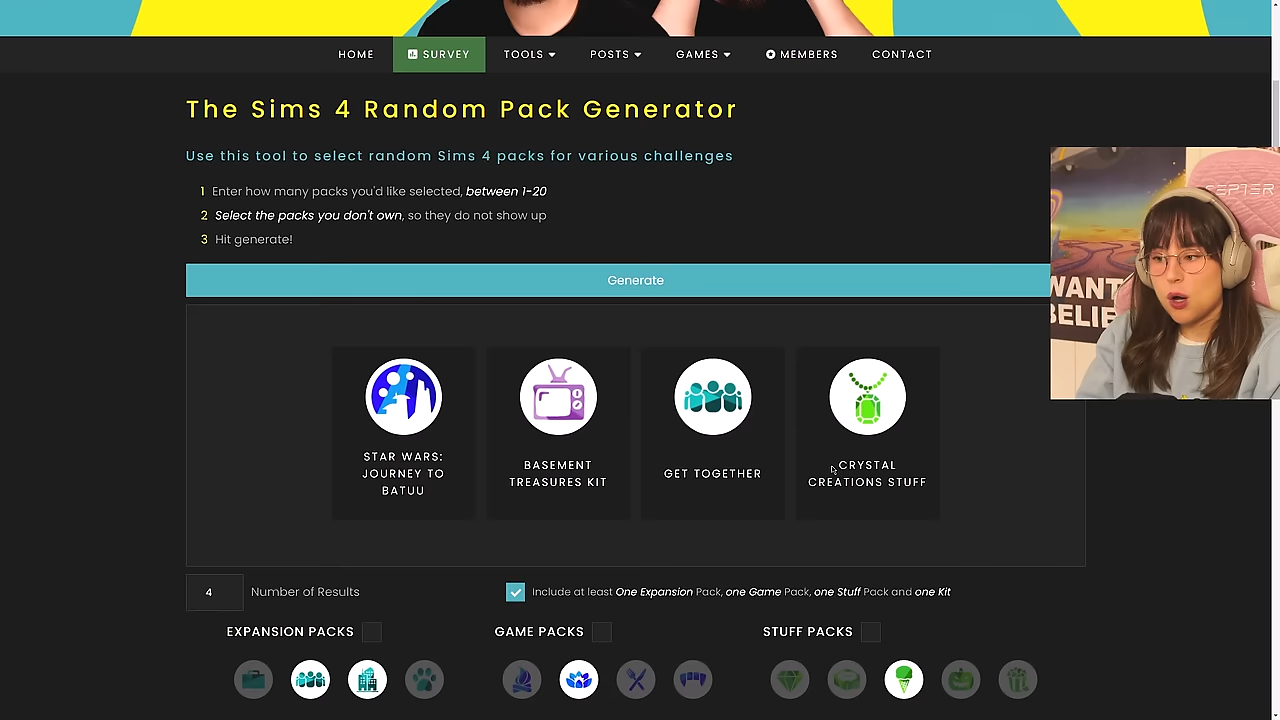 HOME
SURVEY
TOOLS
POSTS
GAMES
MEMBERS
CONTACT
The Sims 4 Random Pack Generator
Use this tool to select random Sims 4 packs for various challenges
1 Enter how many packs you'd like selected, between 1-20
2 Select the packs you don't own, so they do not show up
3 Hit generate!
Generate
WANT
STAR WARS:
JOURNEY TO
BATUU
BASEMENT
TREASURES KIT
GET TOGETHER
CRYSTAL
CREATIONS STUFF
4
Number of Results
Include at least One Expansion Pack, one Game Pack, one Stuff Pack and one Kit
EXPANSION PACKS
GAME PACKS
STUFF PACKS